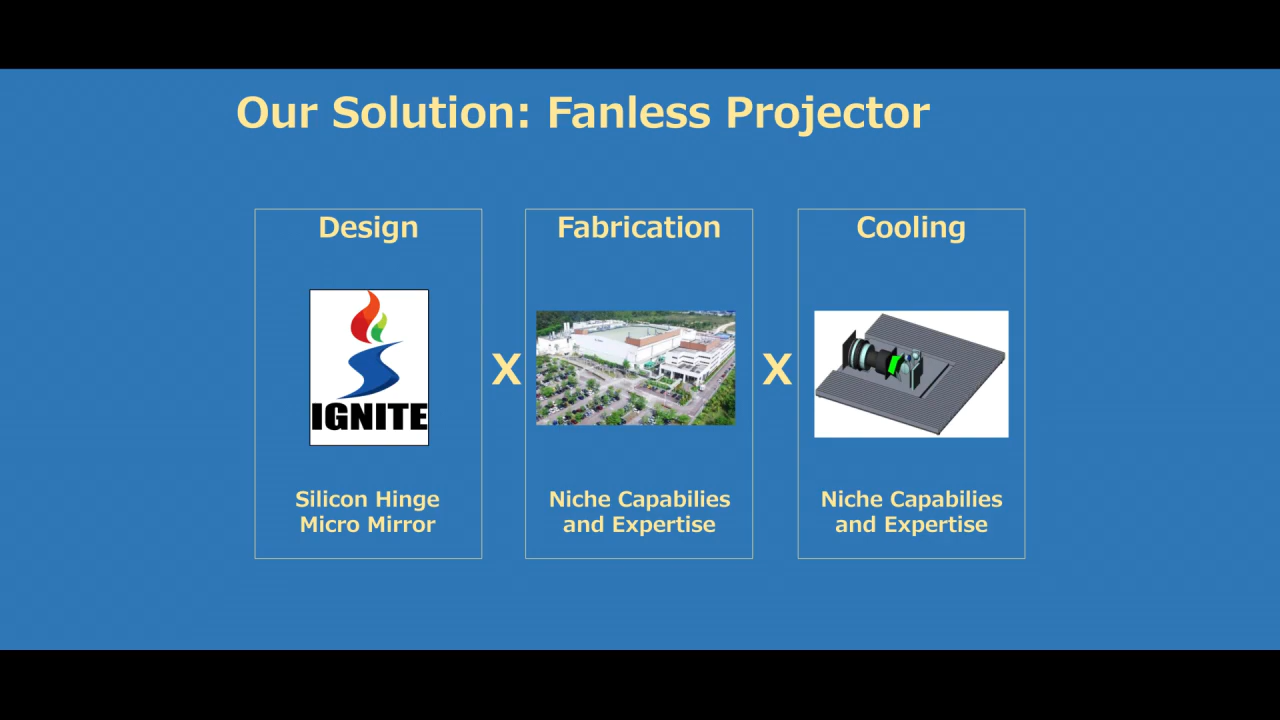 Our Solution: Fanless Projector
Design
IGNITE
Silicon Hinge
Micro Mirror
X
Fabrication
Niche Capabilies
and Expertise
X
Cooling
Niche Capabilies
and Expertise